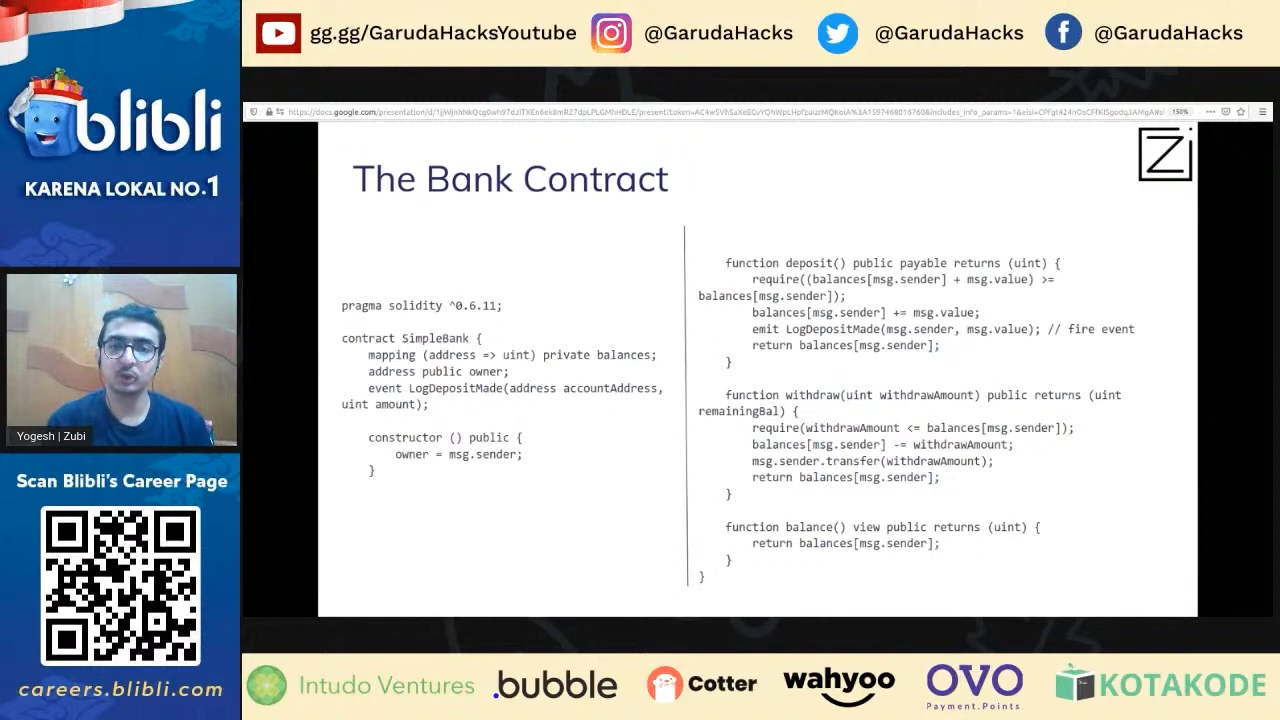 gg.gg/GarudaHacksYoutube
@GarudaHacks
@GarudaHacks
@GarudaHacks
blibli
KARENA LOKAL NO.1
150%
The Bank Contract
Zi
pragma solidity ^0.6.11;
contract SimpleBank {
mapping (address => uint) private balances;
address public owner;
event LogDepositMade(address accountAddress,
uint amount);
constructor () public {
owner = msg.sender;
}
function deposit() public payable returns (uint) {
require((balances[msg.sender] + msg.value) >=
balances[msg.sender]);
balances[msg.sender] += msg.value;
emit LogDepositMade(msg.sender, msg.value); // fire event
return balances[msg.sender];
}
function withdraw(uint withdrawAmount) public returns (uint
remainingBal) {
require(withdrawAmount <= balances[msg.sender]);
balances[msg.sender] -= withdrawAmount;
msg.sender.transfer(withdrawAmount);
return balances[msg.sender];
}
function balance() view public returns (uint) {
return balances[msg.sender];
}
}
Yogesh | Zubi
Scan Blibli's Career Page
careers.blibli.com
Intudo Ventures
.bubble
Cotter
wahyoo
OVO
Payment.Points
KOTAKODE